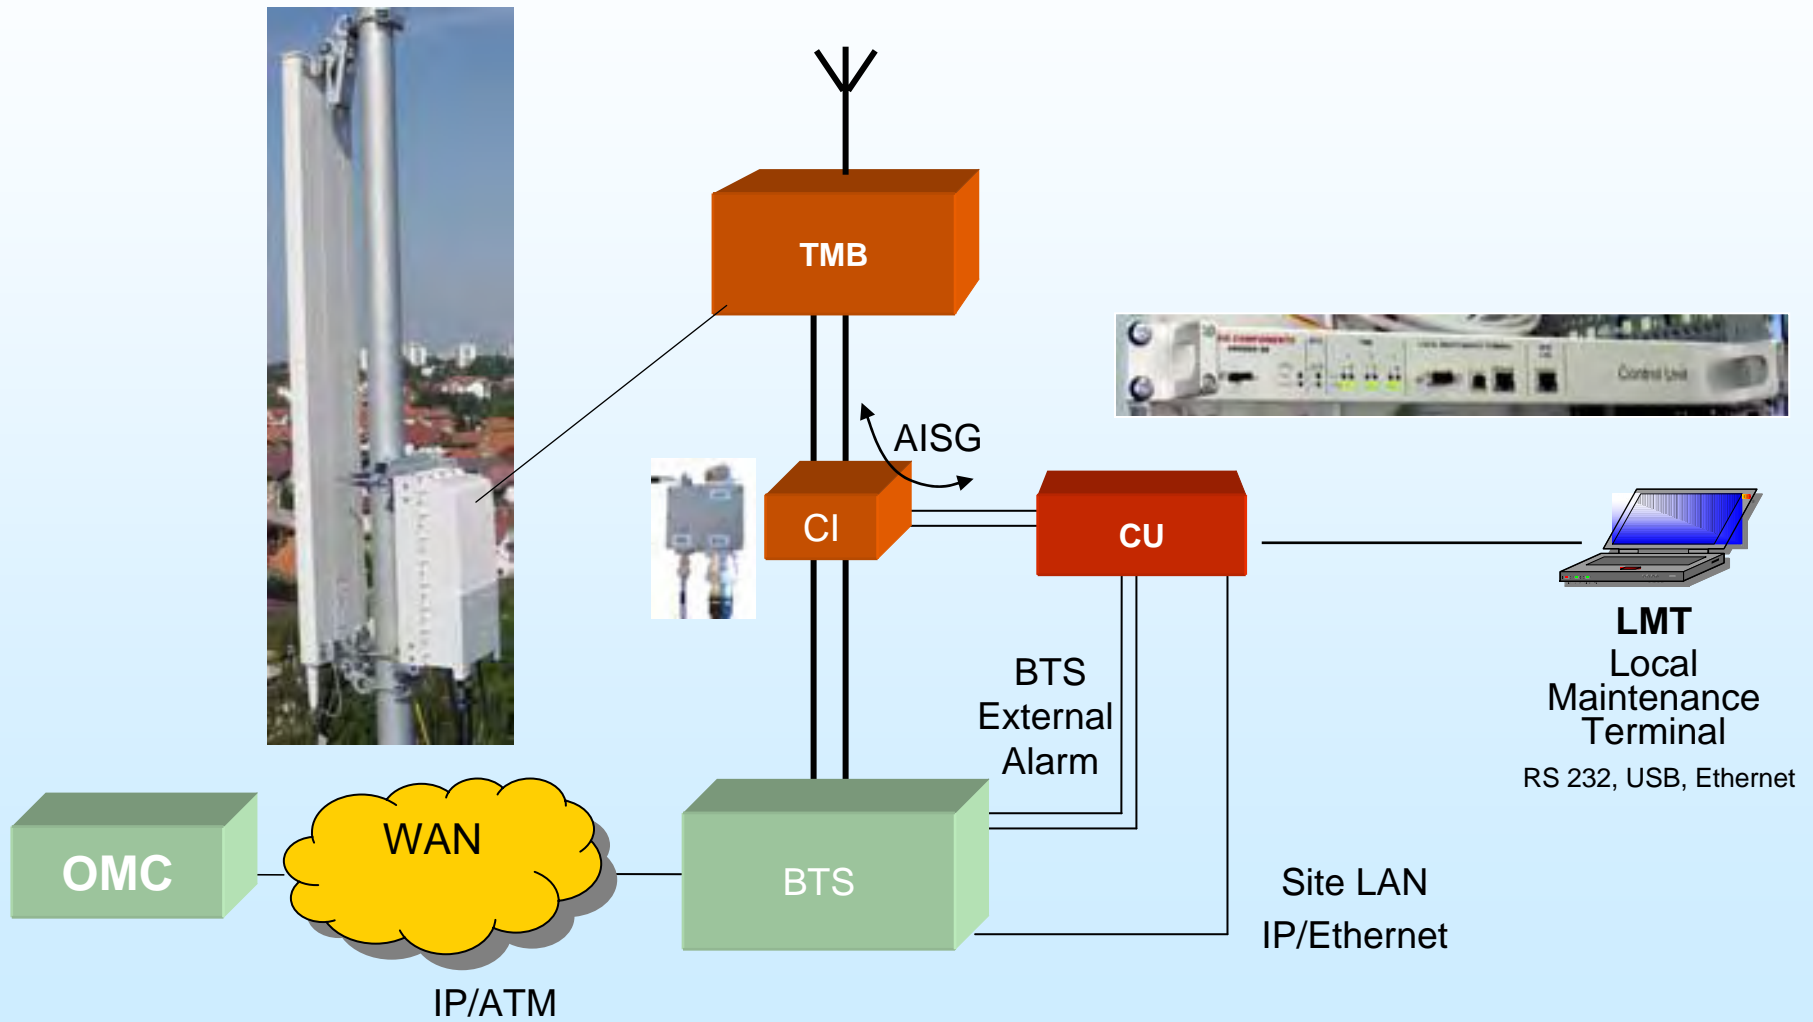 TMB
AISG
CI
CU
Control Unit
LMT
Local
Maintenance
Terminal
RS 232, USB, Ethernet
BTS
External
Alarm
OMC
WAN
BTS
Site LAN
IP/Ethernet
IP/ATM